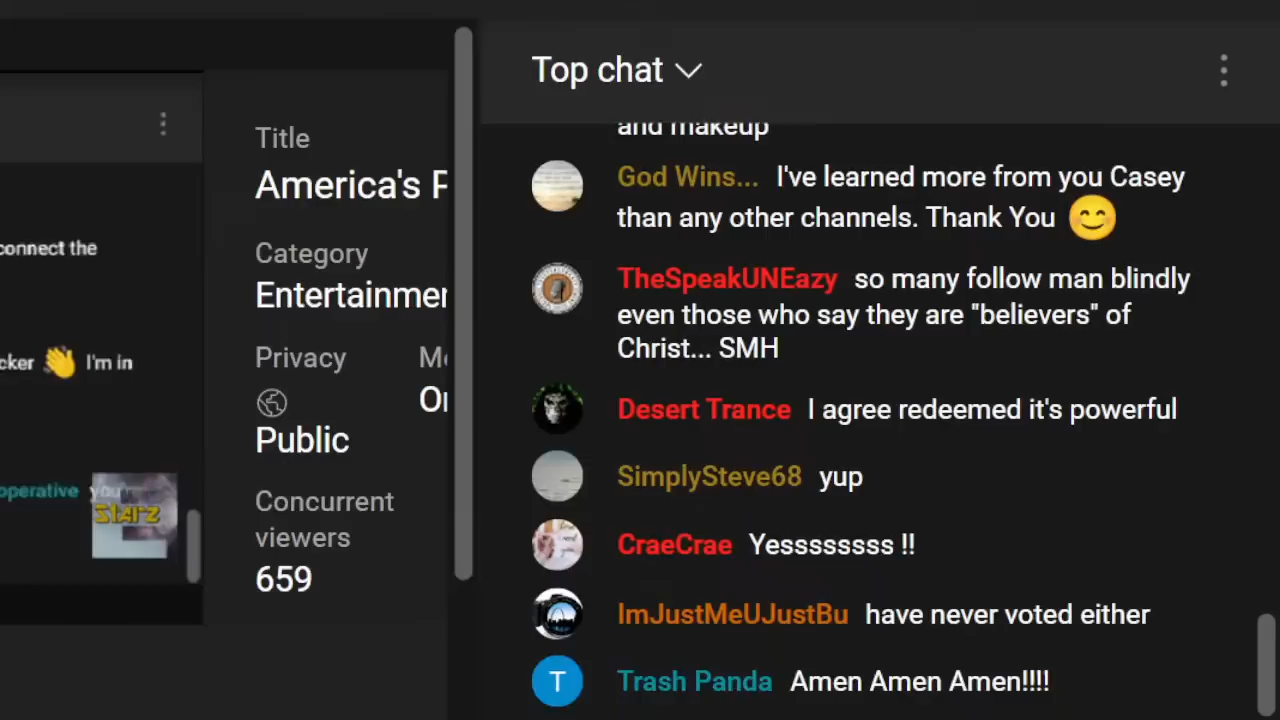 connect the
cker 👋 I'm in
operative you'r
STARZ
Title
America's
Category
Entertainmen
Privacy
Public
Concurrent
viewers
659
Top chat
and makeup
God Wins... I've learned more from you Casey
than any other channels. Thank You 😊
TheSpeakUNEazy so many follow man blindly
even those who say they are "believers" of
Christ... SMH
Desert Trance I agree redeemed it's powerful
SimplySteve68 yup
CraeCrae Yessssssss !!
ImJustMeUJustBu have never voted either
T Trash Panda Amen Amen Amen!!!!